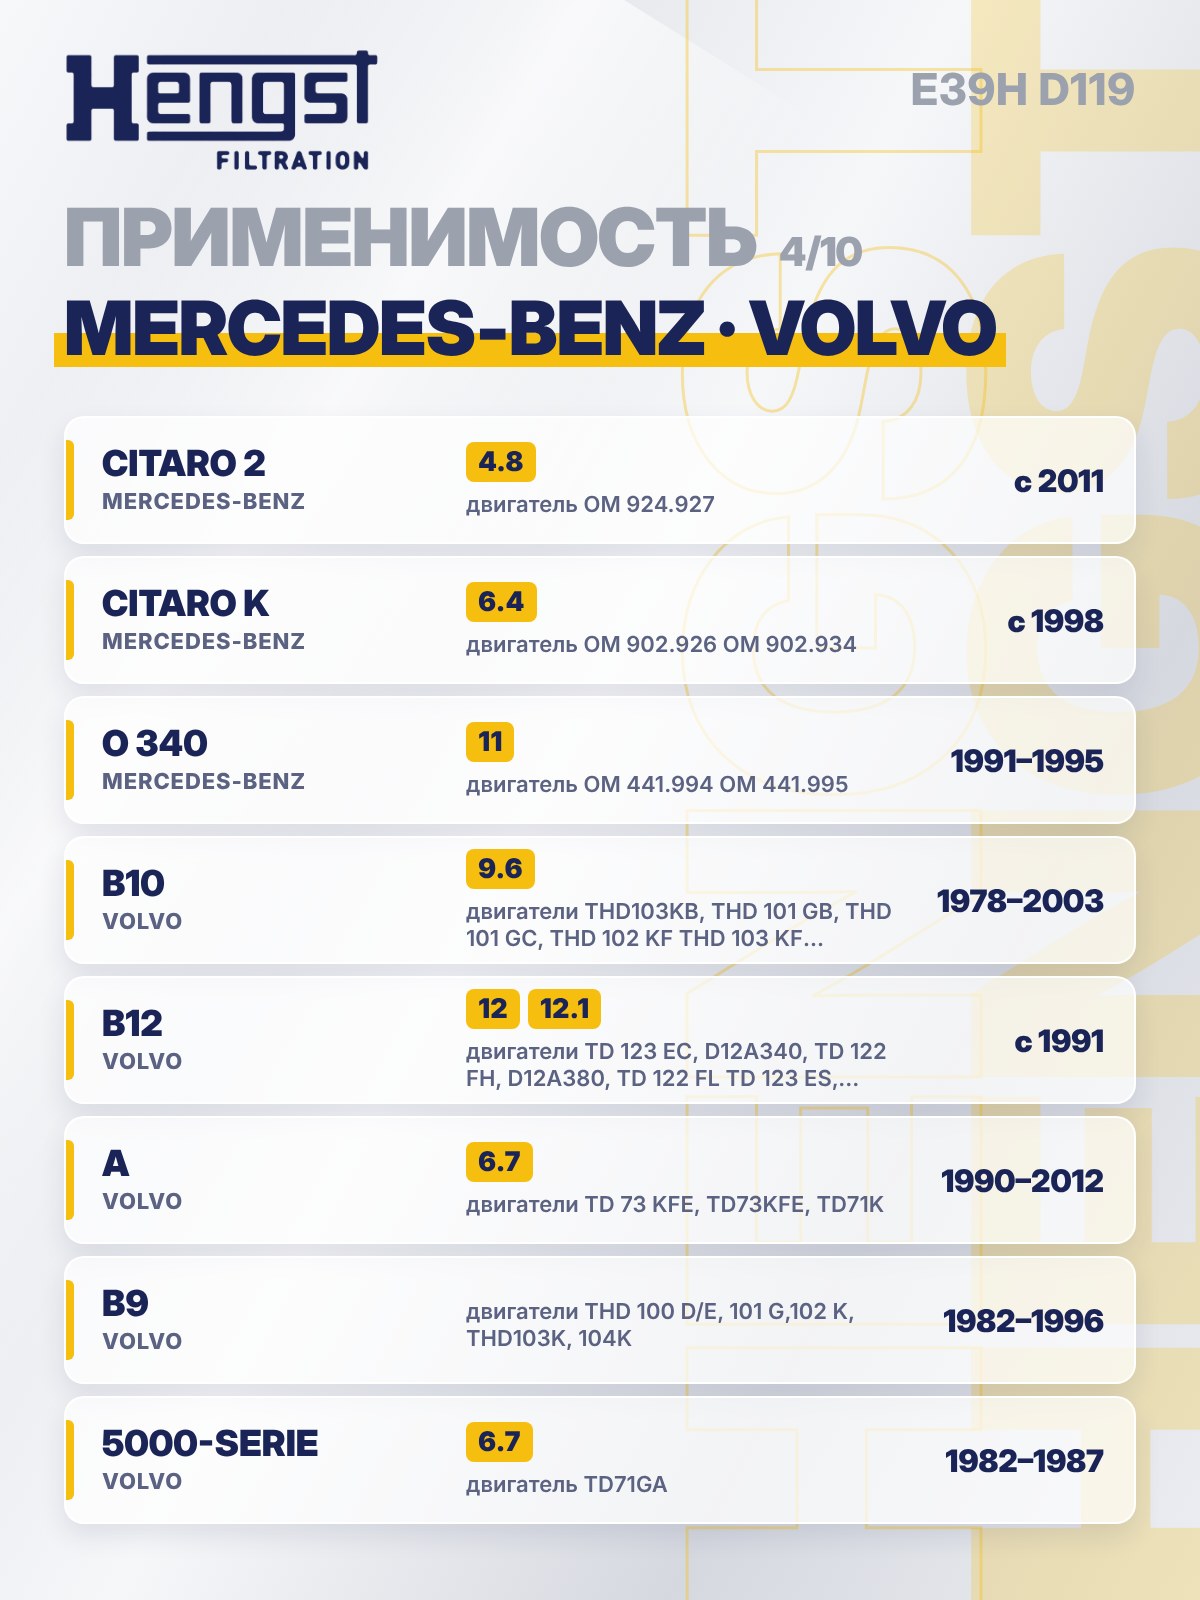 Hengst
FILTRATION
E39H D119
ПРИМЕНИМОСТЬ 4/10
MERCEDES-BENZ · VOLVO
CITARO 2
MERCEDES-BENZ
4.8
двигатель OM 924.927
с 2011
CITARO K
MERCEDES-BENZ
6.4
двигатель OM 902.926 OM 902.934
с 1998
O 340
MERCEDES-BENZ
11
двигатель OM 441.994 OM 441.995
1991–1995
B10
VOLVO
9.6
двигатели THD103KB, THD 101 GB, THD
101 GC, THD 102 KF THD 103 KF...
1978–2003
B12
VOLVO
12 12.1
двигатели TD 123 EC, D12A340, TD 122
FH, D12A380, TD 122 FL TD 123 ES,...
с 1991
A
VOLVO
6.7
двигатели TD 73 KFE, TD73KFE, TD71K
1990–2012
B9
VOLVO
двигатели THD 100 D/E, 101 G,102 K,
THD103K, 104K
1982–1996
5000-SERIE
VOLVO
6.7
двигатель TD71GA
1982–1987
HENGST
HENGST